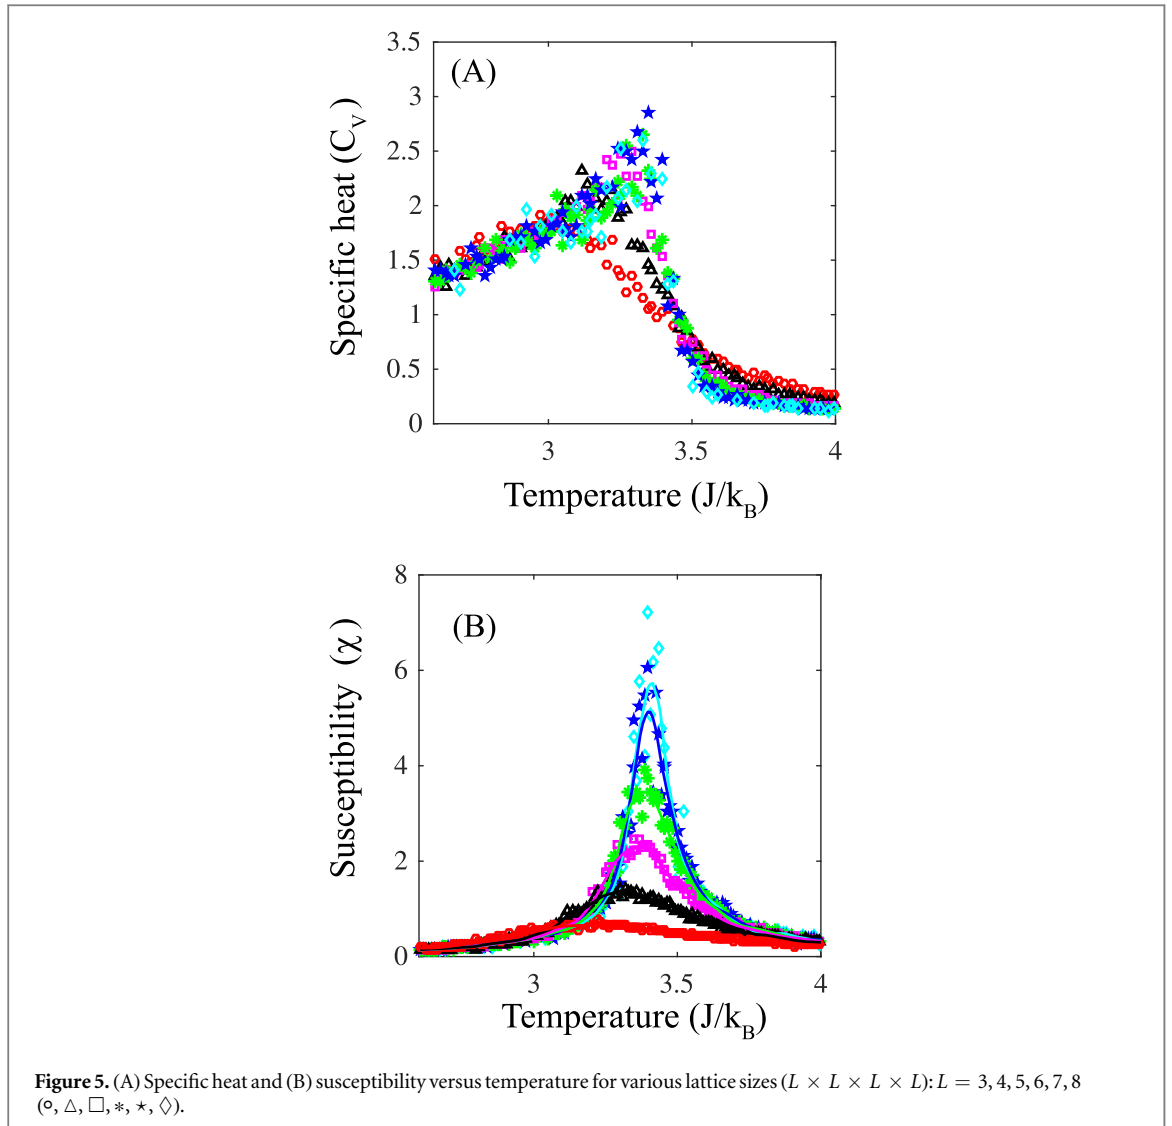 3.5
(A)
3
2.5
2
1.5
1
0.5
0
Specific heat (C_V)
3 3.5 4
Temperature (J/k_B)
8
(B)
6
4
2
0
Susceptibility (χ)
3 3.5 4
Temperature (J/k_B)
Figure 5. (A) Specific heat and (B) susceptibility versus temperature for various lattice sizes (L × L × L × L): L = 3, 4, 5, 6, 7, 8
(○, △, □, *, ⋆, ◇).